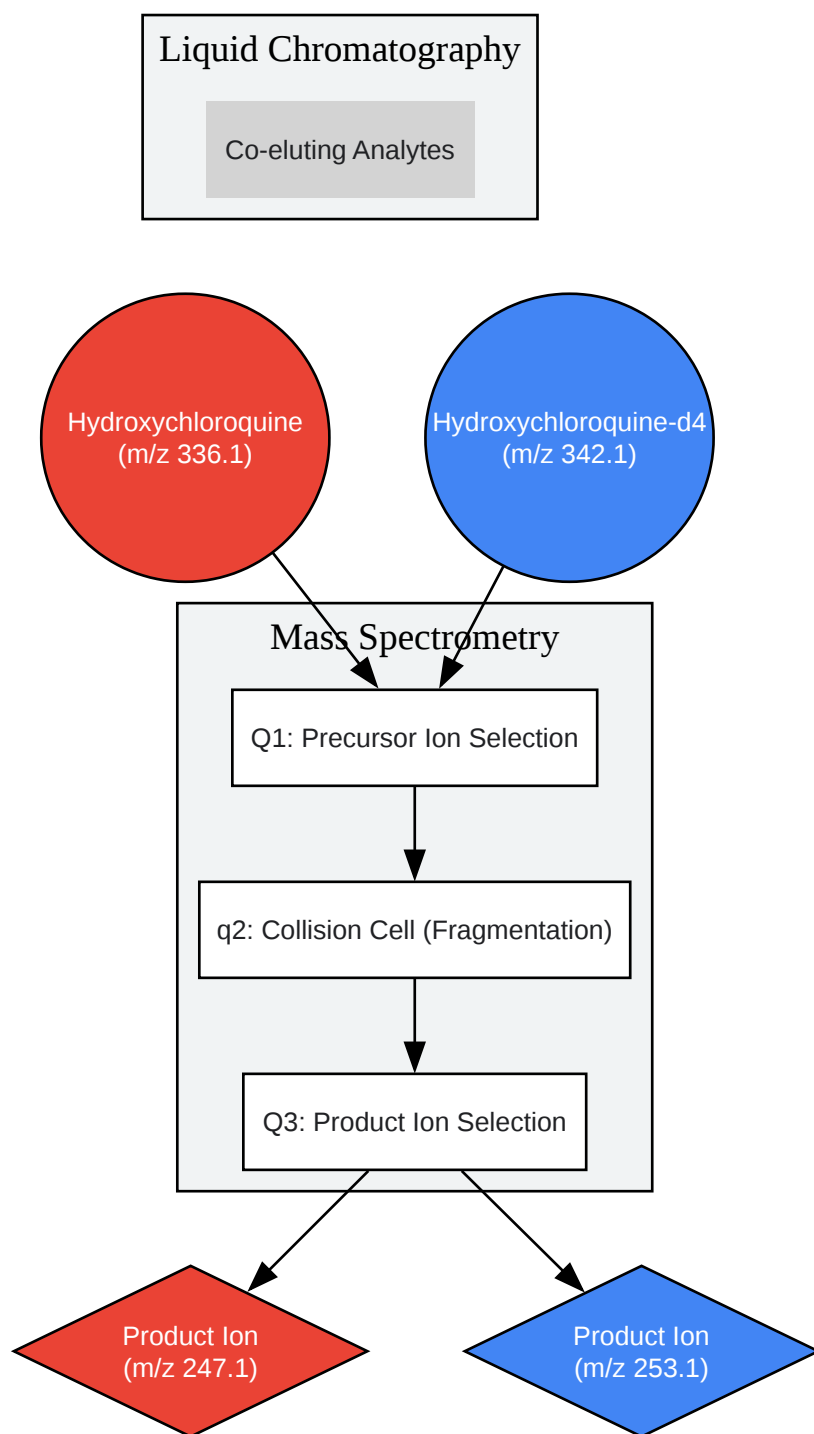 Liquid Chromatography
Co-eluting Analytes
Hydroxychloroquine
(m/z 336.1)
Hydroxychloroquine-d4
(m/z 342.1)
Mass Spectrometry
Q1: Precursor Ion Selection
q2: Collision Cell (Fragmentation)
Q3: Product Ion Selection
Product Ion
(m/z 247.1)
Product Ion
(m/z 253.1)